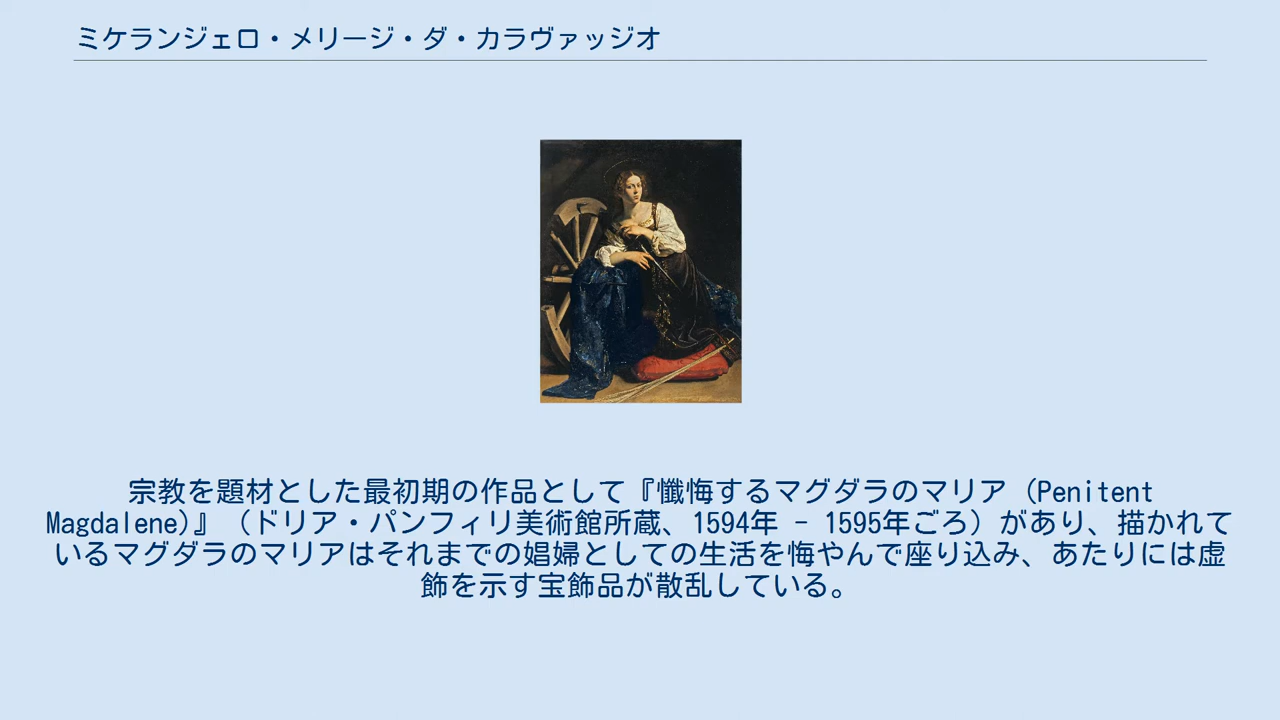 ミケランジェロ・メリージ・ダ・カラヴァッジオ
宗教を題材とした最初期の作品として『懺悔するマグダラのマリア (Penitent
Magdalene)』（ドリア・パンフィリ美術館所蔵、1594年 - 1595年ごろ）があり、描かれて
いるマグダラのマリアはそれまでの娼婦としての生活を悔やんで座り込み、あたりには虚
飾を示す宝飾品が散乱している。